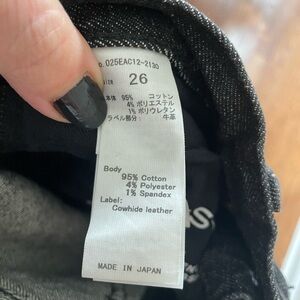 o. 025EAC12-2130
SIZE 26
本体 95% コットン
4% ポリエステル
1% ポリウレタン
ラベル部分: 牛革
Body
95% Cotton
4% Polyester
1% Spandex
Label:
Cowhide leather
MADE IN JAPAN